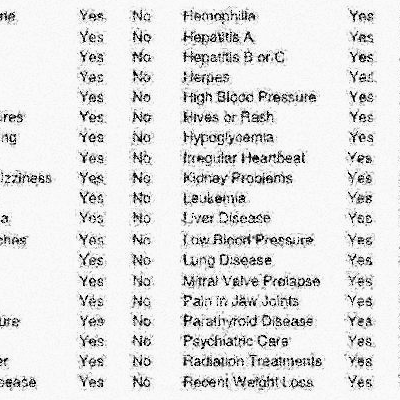 ne Yes No Hemophilia Yes
Yes No Hepatitis A Yes
Yes No Hepatitis B or C Yes
Yes No Herpes Yes
Yes No High Blood Pressure Yes
res Yes No Hives or Rash Yes
ng Yes No Hypoglycemia Yes
Yes No Irregular Heartbeat Yes
izziness Yes No Kidney Problems Yes
Yes No Leukemia Yes
a Yes No Liver Disease Yes
ches Yes No Low Blood Pressure Yes
Yes No Lung Disease Yes
Yes No Mitral Valve Prolapse Yes
Yes No Pain in Jaw Joints Yes
ure Yes No Parathyroid Disease Yes
Yes No Psychiatric Care Yes
er Yes No Radiation Treatments Yes
sease Yes No Recent Weight Loss Yes